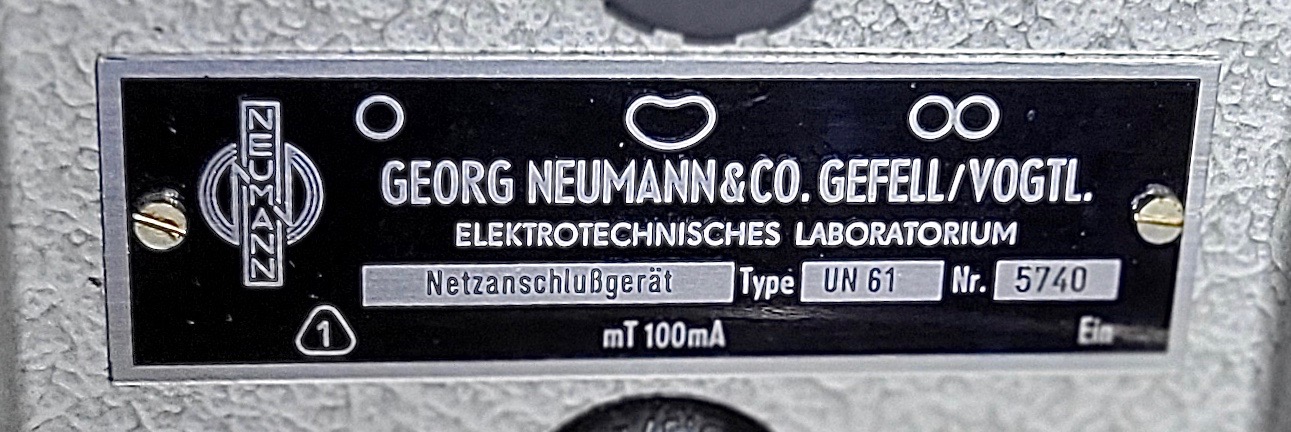 NEUMANN
GEORG NEUMANN & CO. GEFELL/VOGTL.
ELEKTROTECHNISCHES LABORATORIUM
Netzanschlußgerät Type UN 61 Nr. 5740
1 mT 100mA Ein